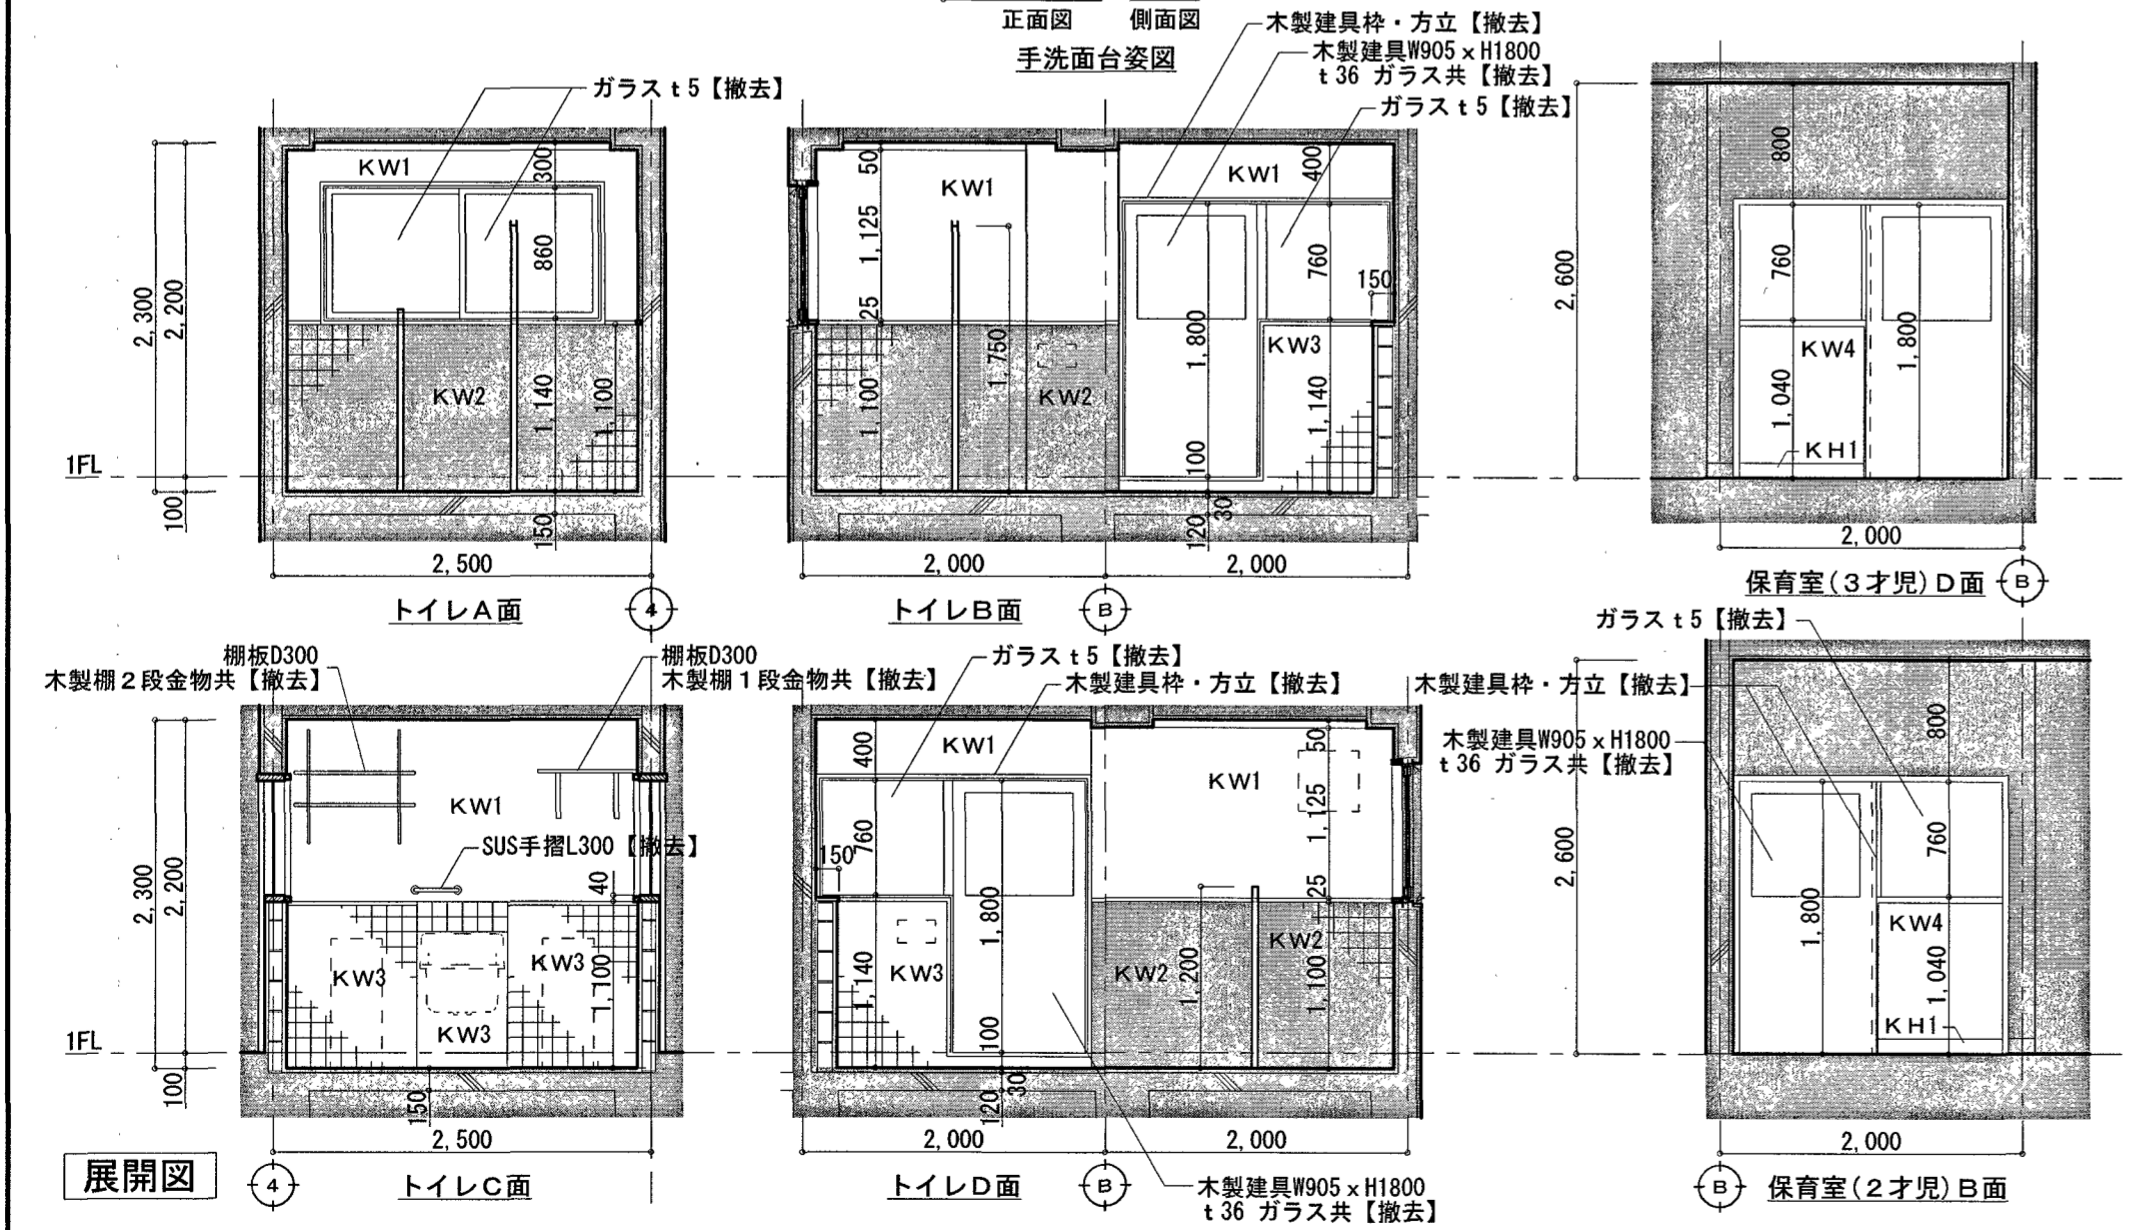 正面図 側面図
手洗面台姿図
木製建具枠・方立【撤去】
木製建具W905×H1800
t36 ガラス共【撤去】
ガラスt5【撤去】
ガラスt5【撤去】
KW1
300
860
KW2
1,140
1,100
2,300
2,200
1FL
100
150
2,500
トイレA面
4
50
KW1
1,125
25
1,100
1,750
KW2
KW1
400
760
150
1,800
KW3
1,140
100
120
30
2,000
2,000
トイレB面
B
2,600
800
760
KW4
1,800
1,040
KH1
2,000
保育室(3才児)D面
B
棚板D300
木製棚2段金物共【撤去】
棚板D300
木製棚1段金物共【撤去】
KW1
SUS手摺L300【撤去】
40
KW3
KW3
KW3
1,100
2,300
2,200
1FL
100
150
2,500
4
トイレC面
ガラスt5【撤去】
木製建具枠・方立【撤去】
400
KW1
760
150
1,800
KW1
50
1,125
25
1,140
KW3
100
KW2
1,200
KW2
1,100
120
30
2,000
2,000
トイレD面
B
木製建具W905×H1800
t36 ガラス共【撤去】
ガラスt5【撤去】
木製建具枠・方立【撤去】
木製建具W905×H1800
t36 ガラス共【撤去】
2,600
800
760
1,800
KW4
1,040
KH1
2,000
B
保育室(2才児)B面
展開図